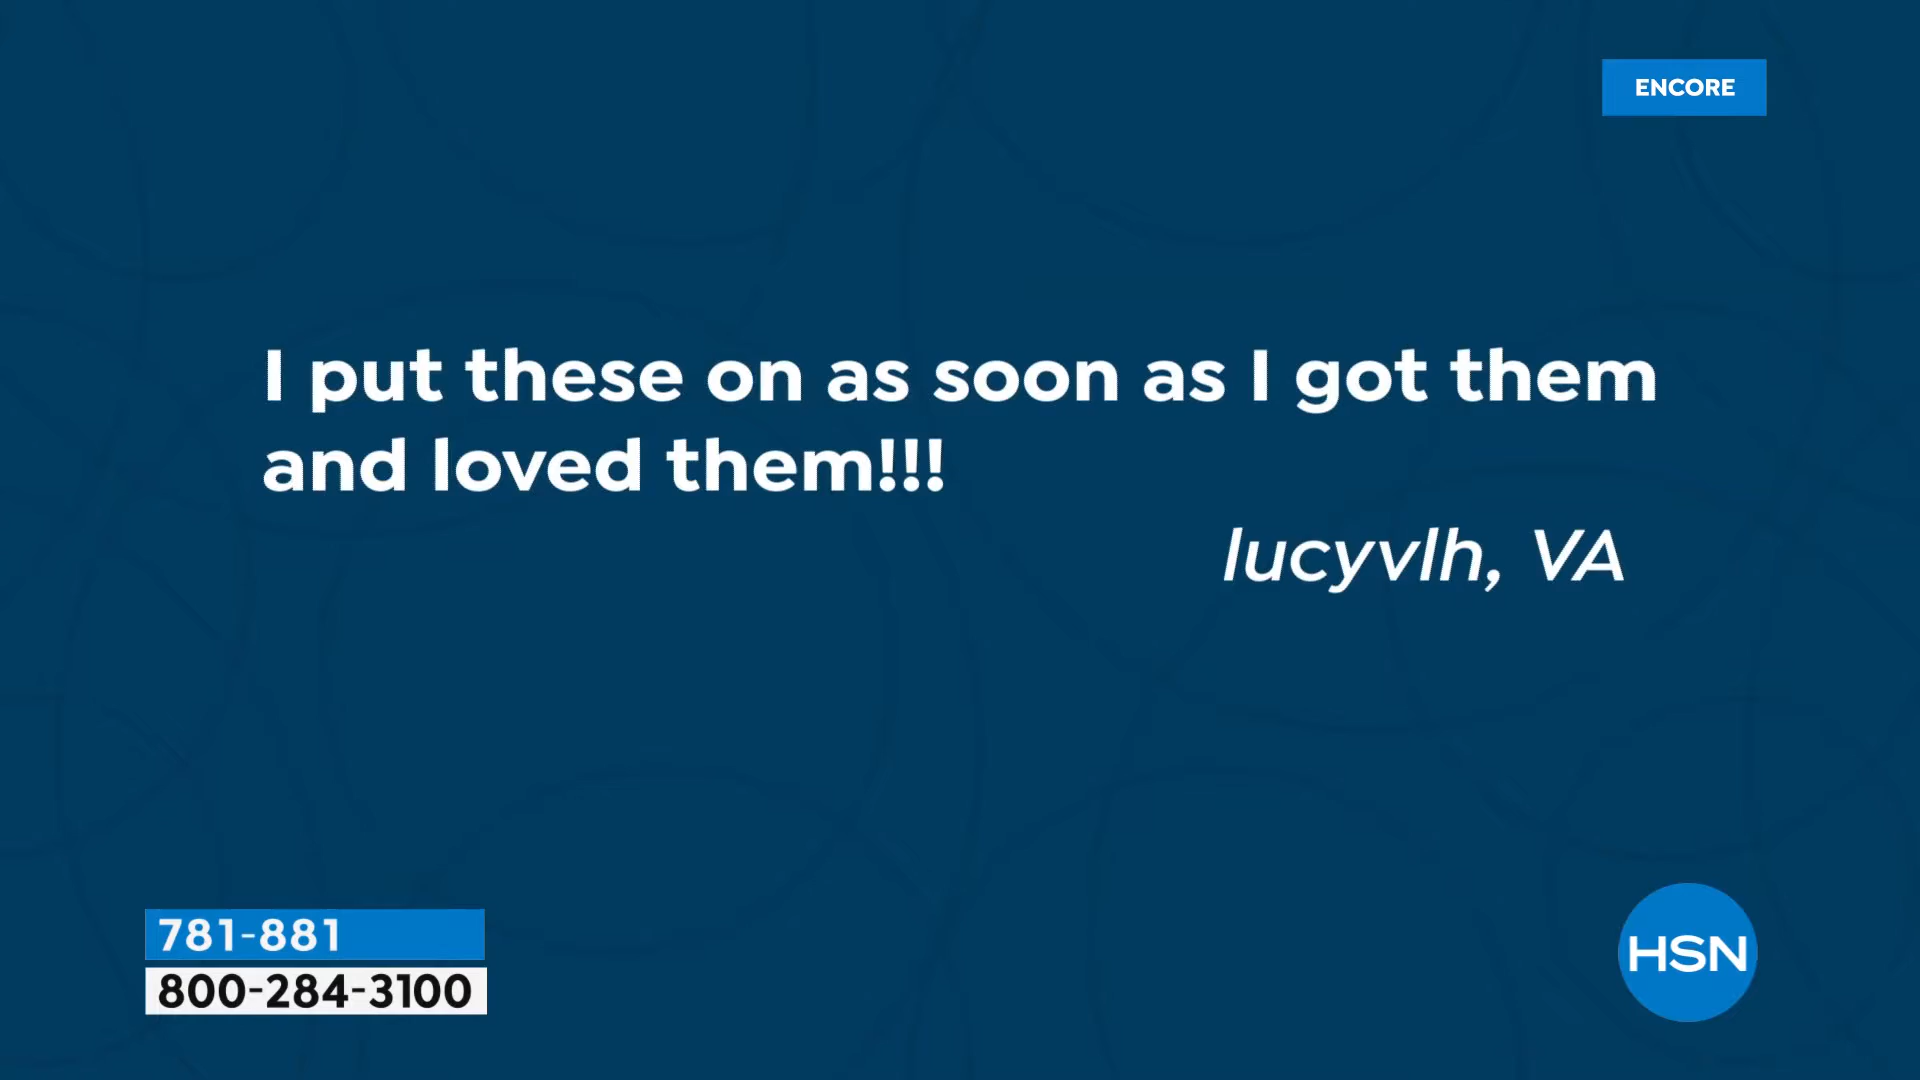 ENCORE
I put these on as soon as I got them
and loved them!!!
lucyvlh, VA
781-881
800-284-3100
HSN